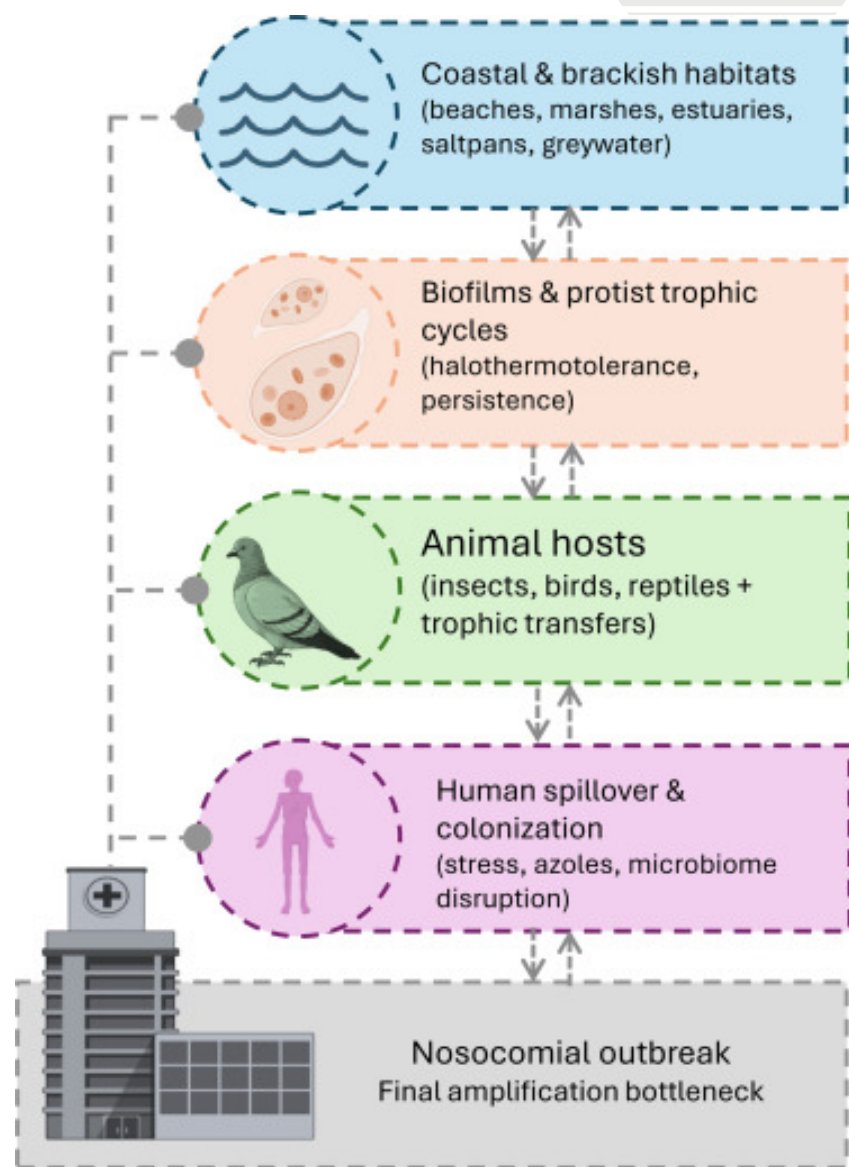 Coastal & brackish habitats
(beaches, marshes, estuaries,
saltpans, greywater)
Biofilms & protist trophic
cycles
(halothermotolerance,
persistence)
Animal hosts
(insects, birds, reptiles +
trophic transfers)
Human spillover &
colonization
(stress, azoles, microbiome
disruption)
Nosocomial outbreak
Final amplification bottleneck